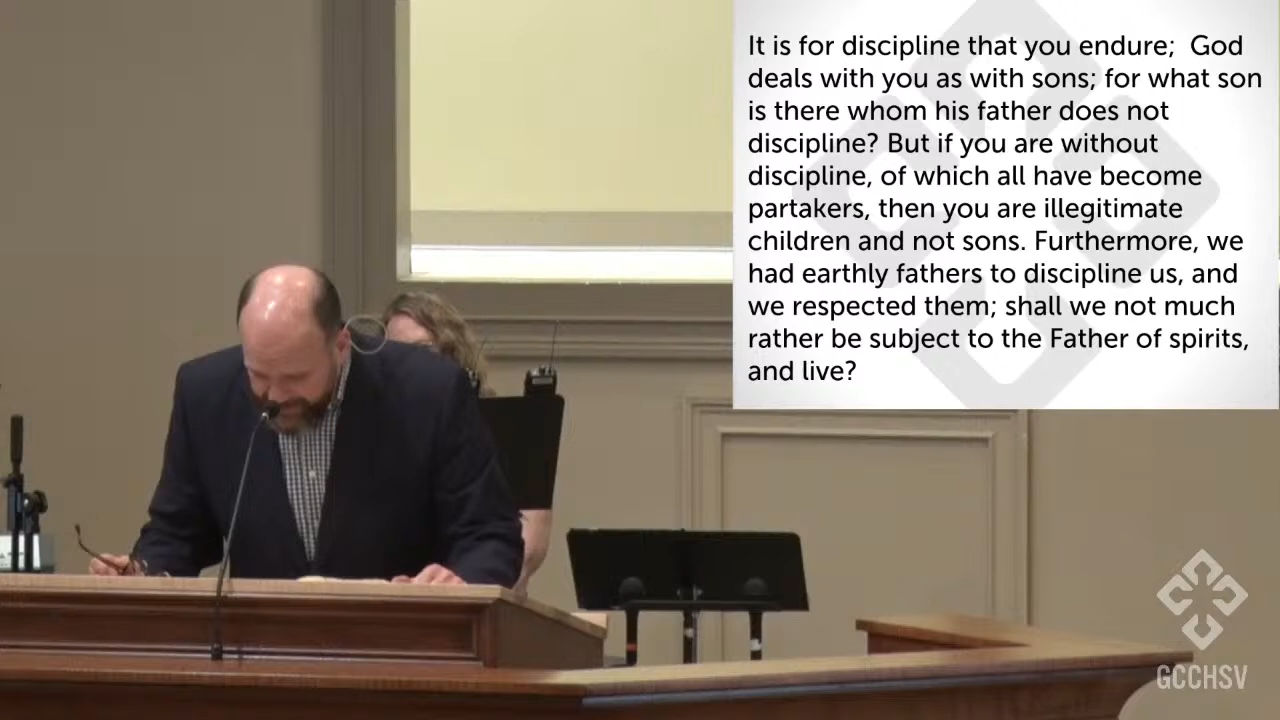 It is for discipline that you endure;  God
deals with you as with sons; for what son
is there whom his father does not
discipline? But if you are without
discipline, of which all have become
partakers, then you are illegitimate
children and not sons. Furthermore, we
had earthly fathers to discipline us, and
we respected them; shall we not much
rather be subject to the Father of spirits,
and live?
GCCHSV